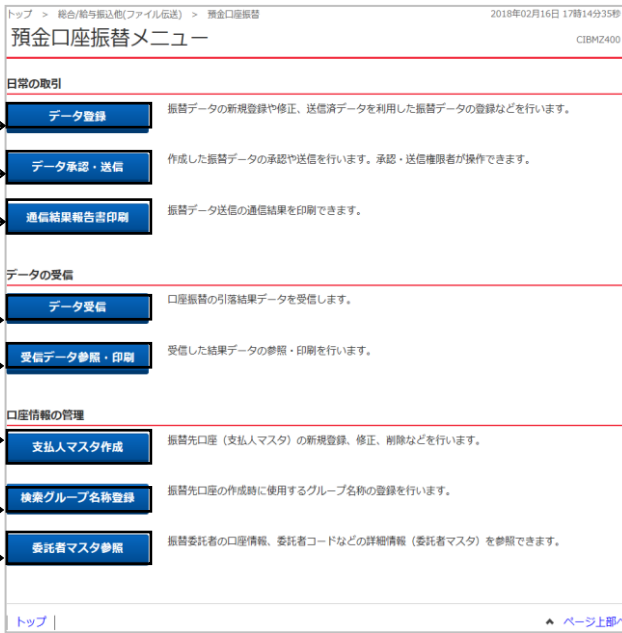 トップ > 総合/給与振込他(ファイル伝送) > 預金口座振替
2018年02月16日 17時14分35秒
預金口座振替メニュー
CIBMZ400
日常の取引
データ登録
振替データの新規登録や修正、送信済データを利用した振替データの登録などを行います。
データ承認・送信
作成した振替データの承認や送信を行います。承認・送信権限者が操作できます。
通信結果報告書印刷
振替データ送信の通信結果を印刷できます。
データの受信
データ受信
口座振替の引落結果データを受信します。
受信データ参照・印刷
受信した結果データの参照・印刷を行います。
口座情報の管理
支払人マスタ作成
振替先口座（支払人マスタ）の新規登録、修正、削除などを行います。
検索グループ名称登録
振替先口座の作成時に使用するグループ名称の登録を行います。
委託者マスタ参照
振替委託者の口座情報、委託者コードなどの詳細情報（委託者マスタ）を参照できます。
トップ
ページ上部へ